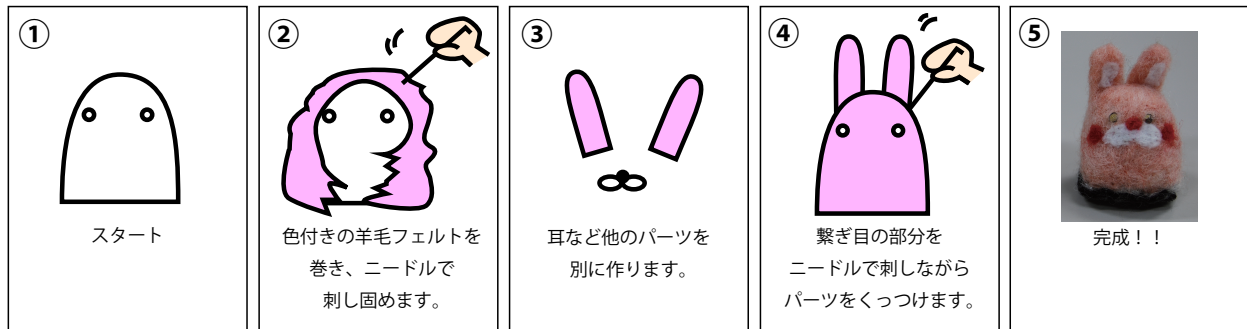 ①
スタート
②
色付きの羊毛フェルトを
巻き、ニードルで
刺し固めます。
③
耳など他のパーツを
別に作ります。
④
繋ぎ目の部分を
ニードルで刺しながら
パーツをくっつけます。
⑤
完成！！